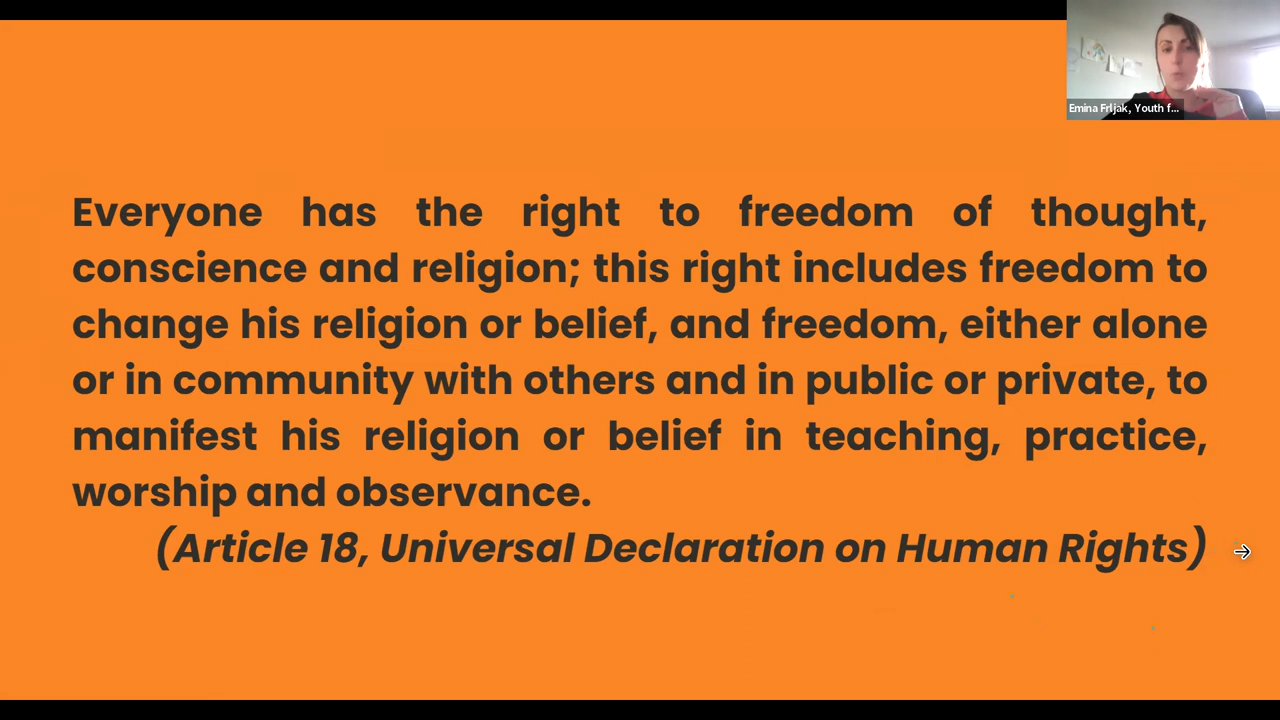 Emina Frljak, Youth f...
Everyone has the right to freedom of thought,
conscience and religion; this right includes freedom to
change his religion or belief, and freedom, either alone
or in community with others and in public or private, to
manifest his religion or belief in teaching, practice,
worship and observance.
(Article 18, Universal Declaration on Human Rights)